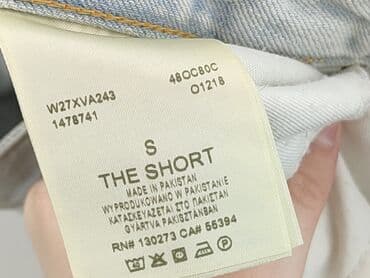 W27XVA243 48OC80C
1478741 O1218
S
THE SHORT
MADE IN PAKISTAN
WYPRODUKOWANO W PAKISTANIE
ΚΑΤΑΣΚΕΥΑΖΕΤΑΙ ΣΤΟ ΠΑΚΙΣΤΑΝ
GYÁRTVA PAKISZTÁNBAN
RN# 130273 CA# 55394